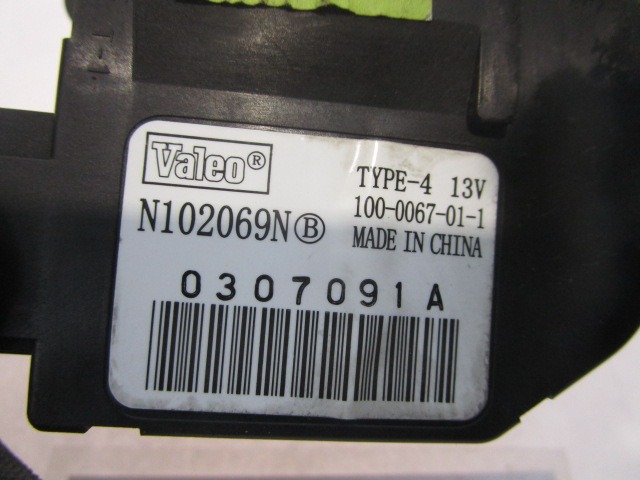 Valeo®
TYPE-4 13V
N102069N Ⓑ
100-0067-01-1
MADE IN CHINA
0307091A